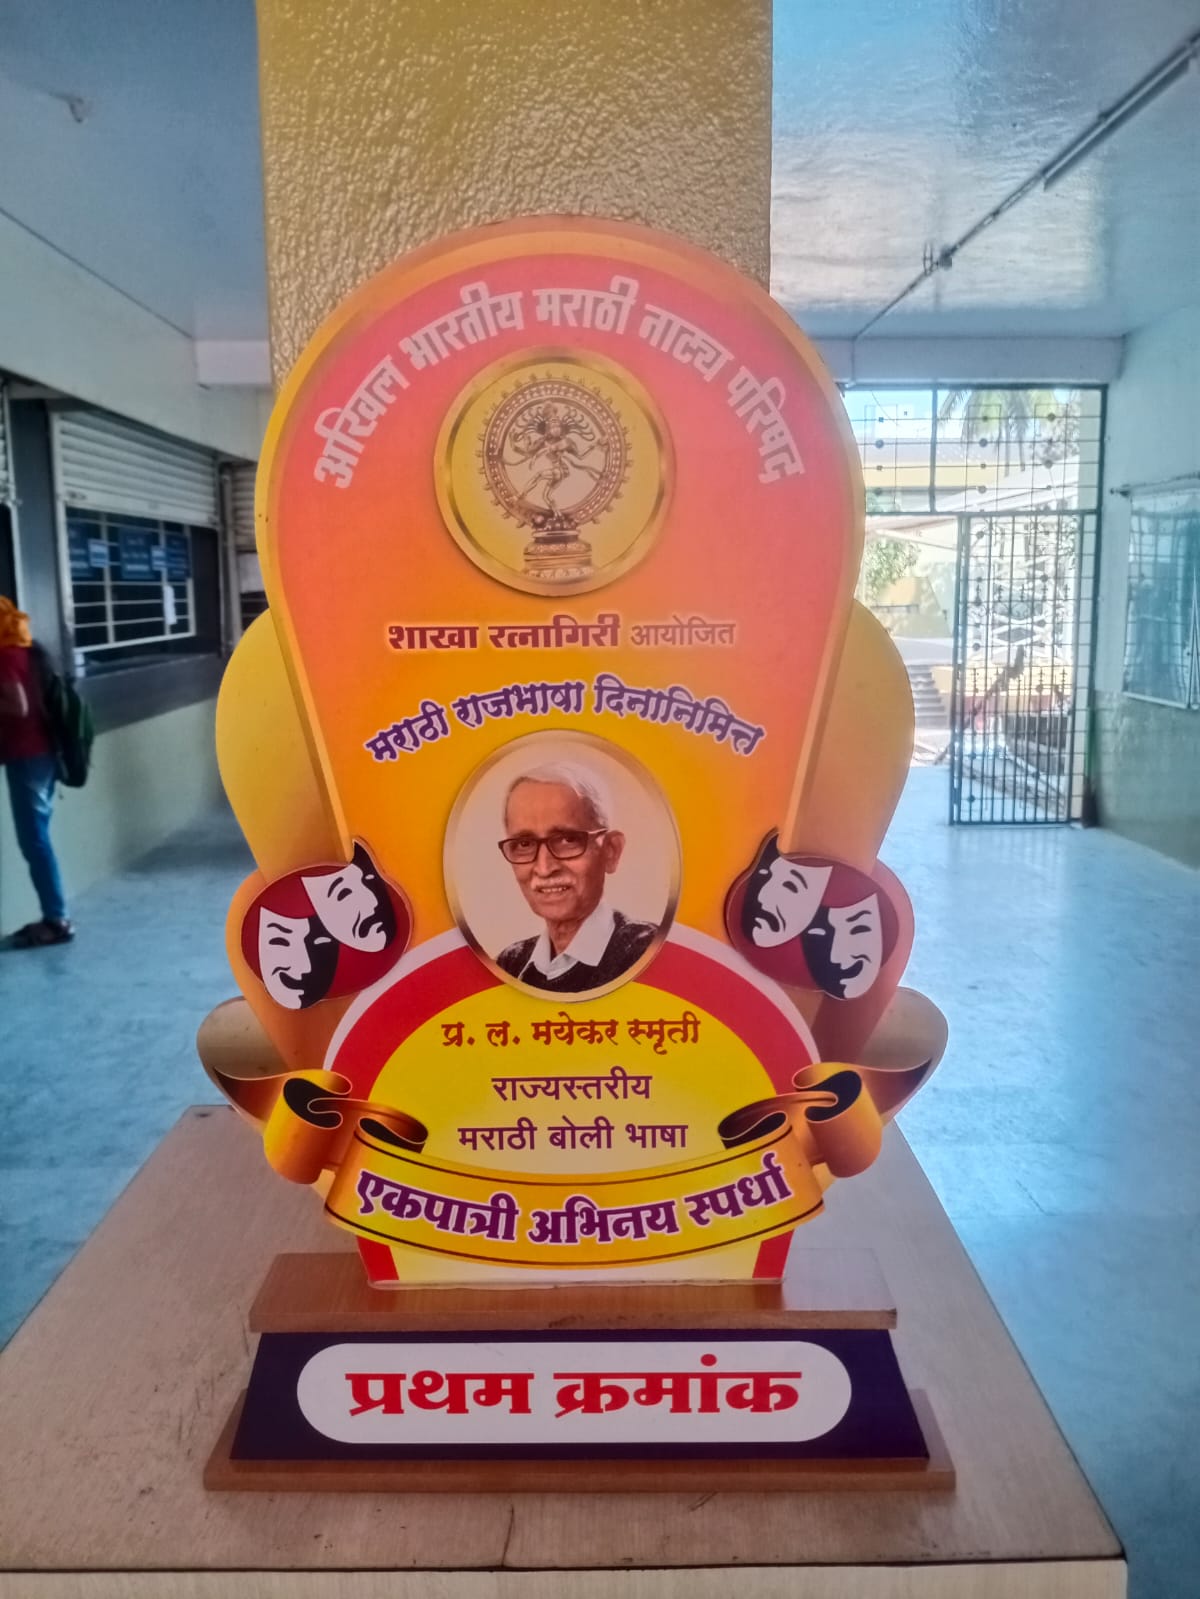 अखिल भारतीय मराठी नाट्य परिषद
शाखा रत्नागिरी आयोजित
मराठी राजभाषा दिनानिमित्त
प्र. ल. मयेकर स्मृती
राज्यस्तरीय
मराठी बोली भाषा
एकपात्री अभिनय स्पर्धा
प्रथम क्रमांक